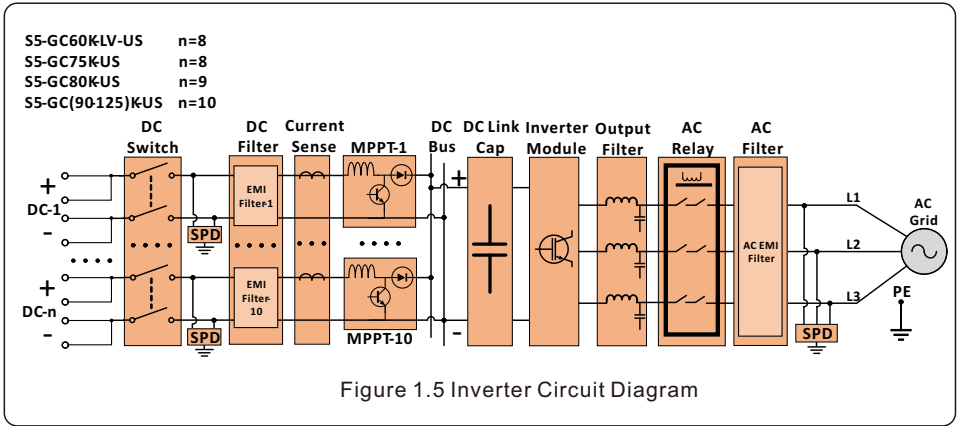 S5-GC60K-LV-US n=8
S5-GC75K-US n=8
S5-GC80K-US n=9
S5-GC(90-125)K-US n=10
DC Switch
DC Filter
Current Sense
MPPT-1
DC Bus
DC Link Cap
Inverter Module
Output Filter
AC Relay
AC Filter
+
DC-1
-
SPD
EMI
Filter-1
+
-
L1
L2
L3
AC
Grid
PE
AC EMI
Filter
+
DC-n
-
SPD
EMI
Filter-
10
MPPT-10
SPD
Figure 1.5 Inverter Circuit Diagram